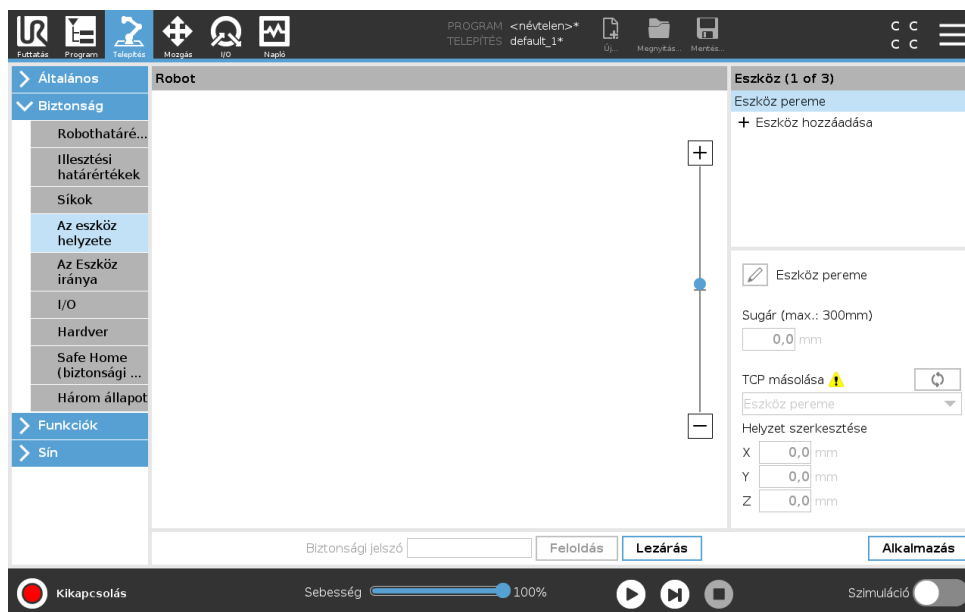 PROGRAM <névtelen>*
C C
TELEPÍTÉS default_1*
C C
Futtatás Program Telepítés Mozgás I/O Napló Új... Megnyitás... Mentés...
Általános
Robot
Eszköz (1 of 3)
Biztonság
Eszköz pereme
+ Eszköz hozzáadása
Robothatáré...
Illesztési
határértékek
Síkok
Az eszköz
helyzete
Az Eszköz
iránya
I/O
Hardver
Safe Home
(biztonsági ...
Három állapot
Funkciók
Sín
Eszköz pereme
Sugár (max.: 300mm)
0,0 mm
TCP másolása
Eszköz pereme
Helyzet szerkesztése
X 0,0 mm
Y 0,0 mm
Z 0,0 mm
Biztonsági jelszó Feloldás Lezárás Alkalmazás
Kikapcsolás Sebesség 100% Szimuláció